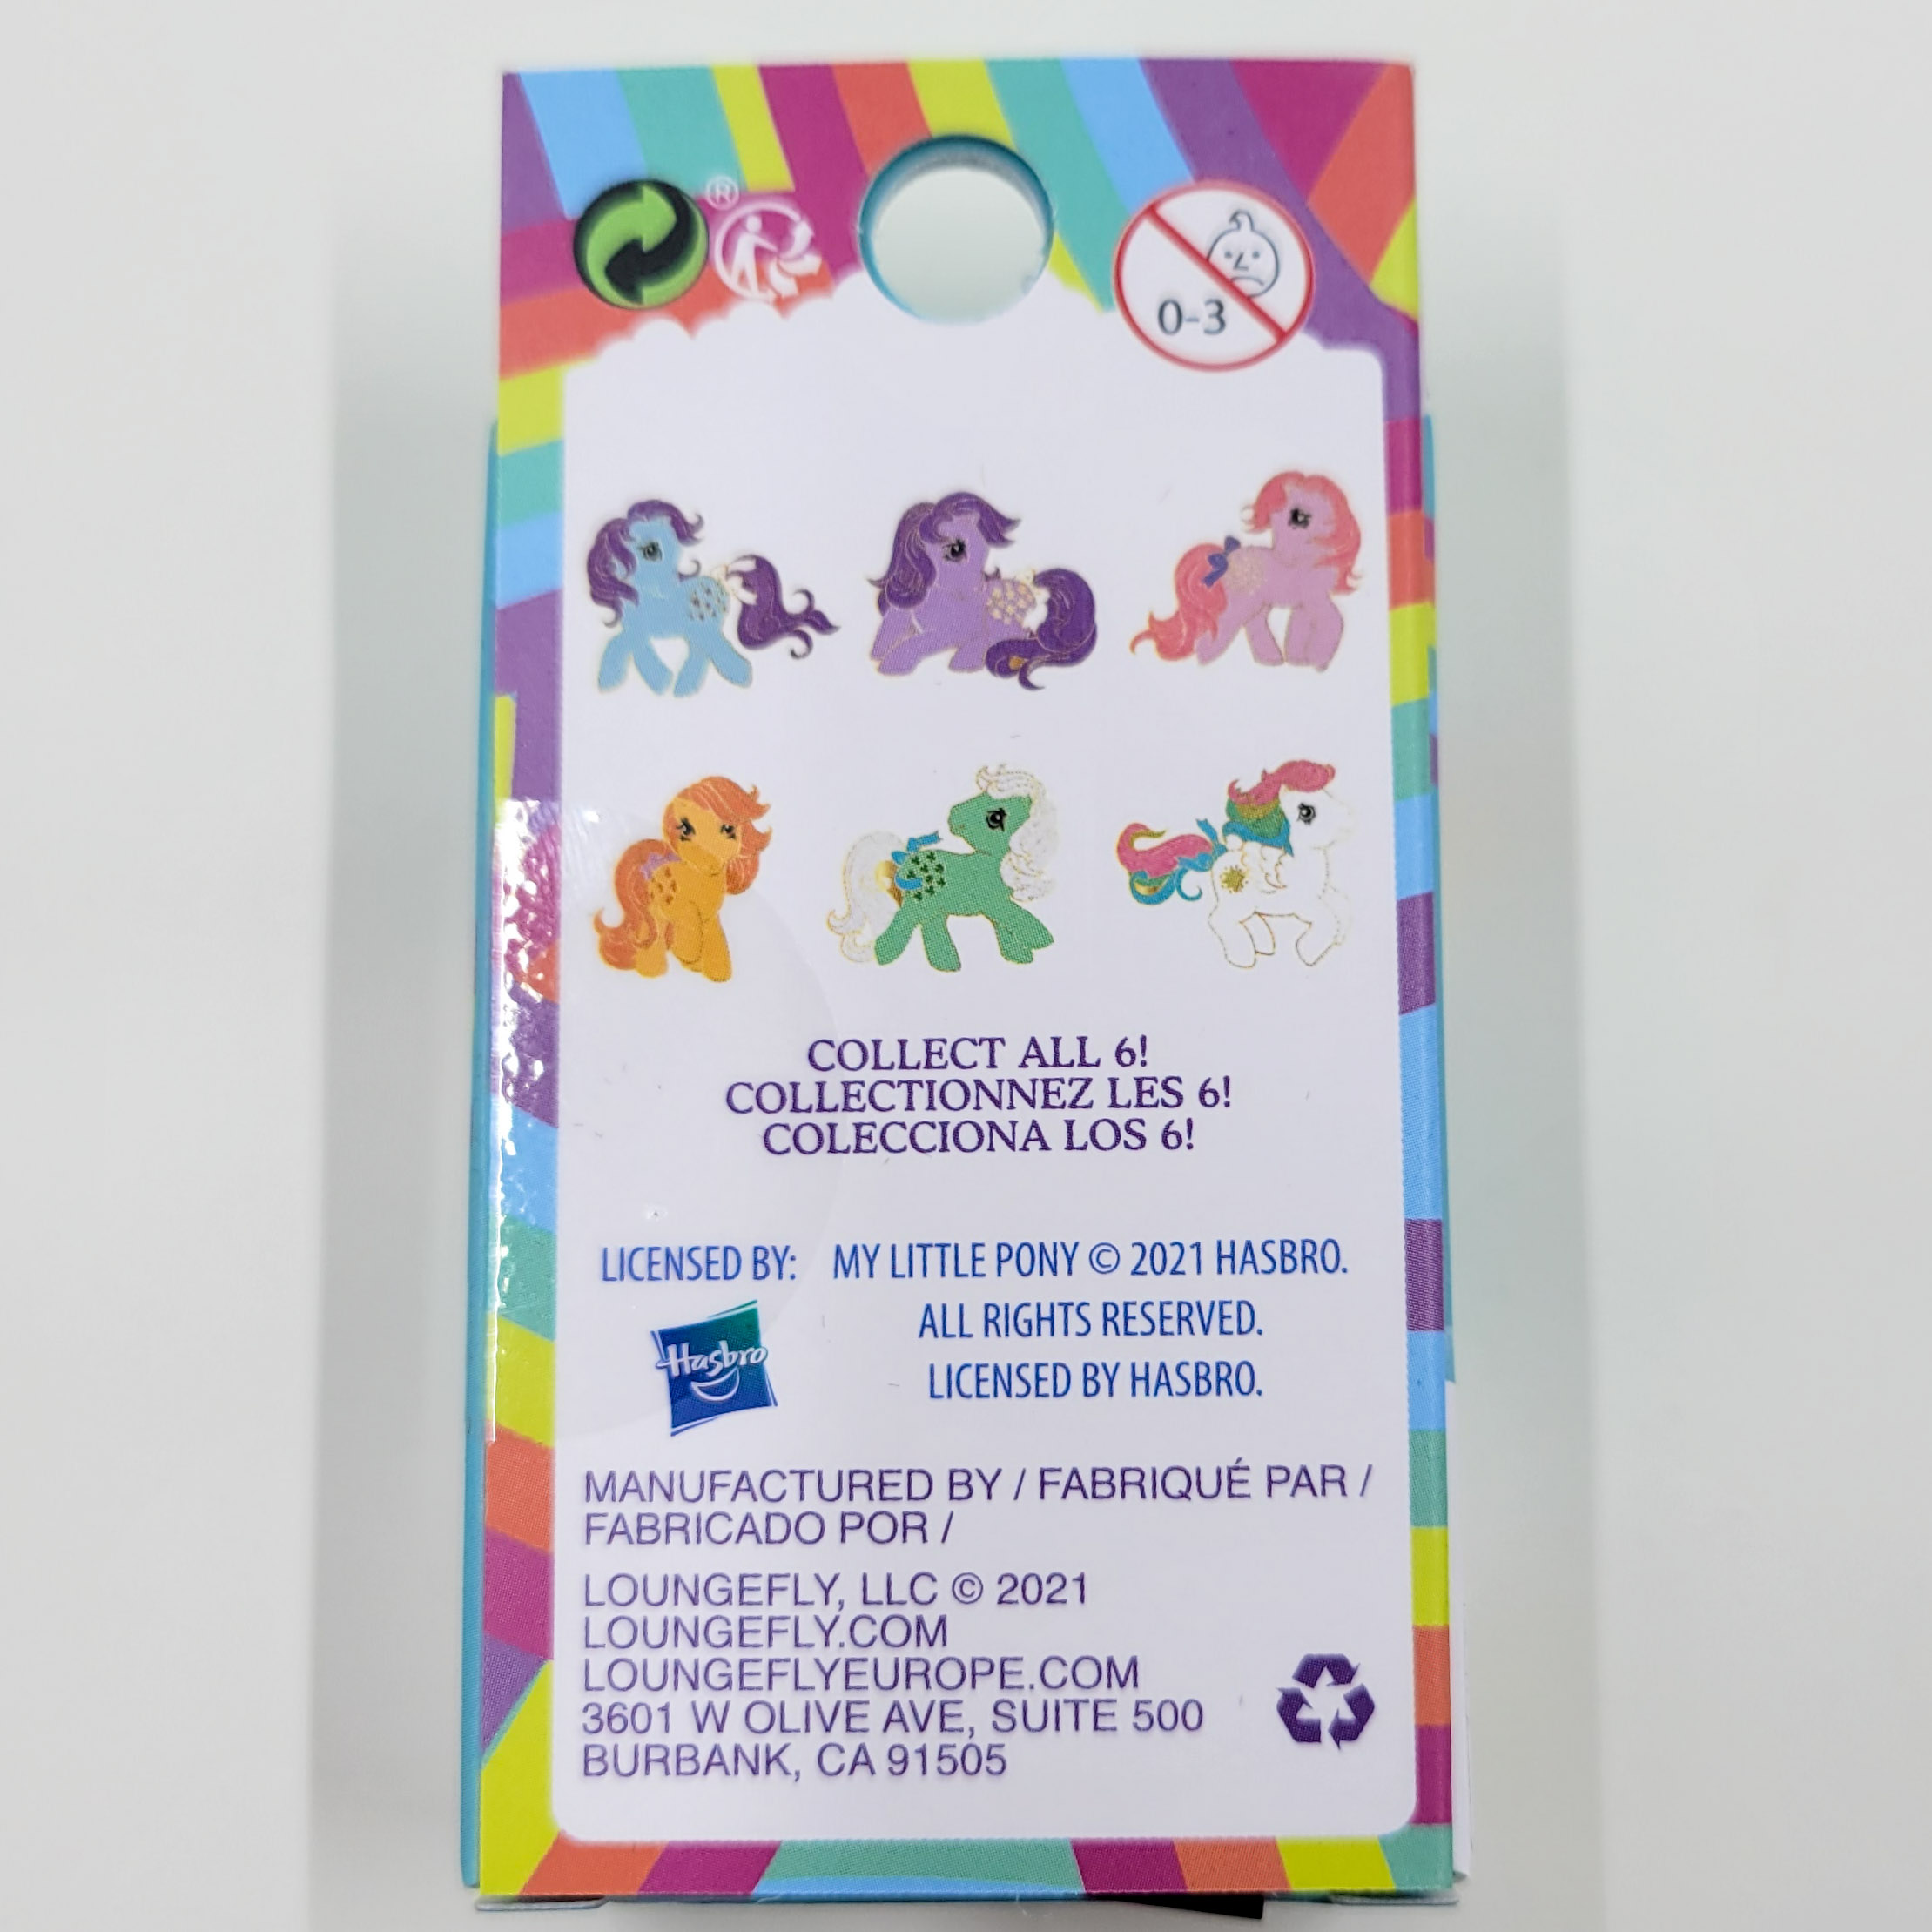 ®
0-3
COLLECT ALL 6!
COLLECTIONNEZ LES 6!
COLECCIONA LOS 6!
LICENSED BY: MY LITTLE PONY © 2021 HASBRO.
ALL RIGHTS RESERVED.
LICENSED BY HASBRO.
Hasbro
MANUFACTURED BY / FABRIQUÉ PAR /
FABRICADO POR /
LOUNGEFLY, LLC © 2021
LOUNGEFLY.COM
LOUNGEFLYEUROPE.COM
3601 W OLIVE AVE, SUITE 500
BURBANK, CA 91505